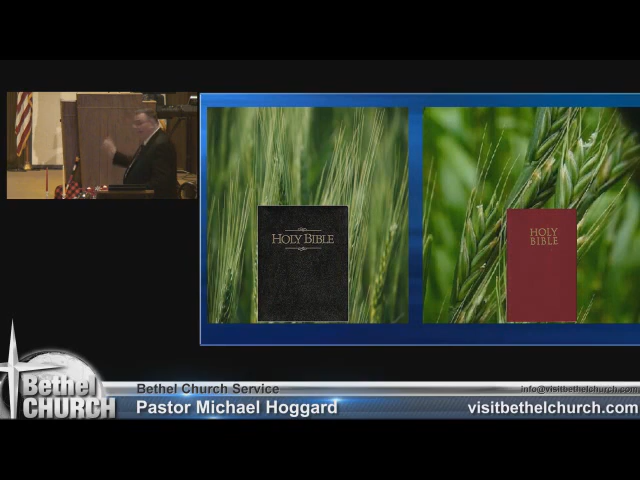 HOLY BIBLE
HOLY
BIBLE
Bethel
CHURCH
Bethel Church Service
info@visitbethelchurch.com
Pastor Michael Hoggard
visitbethelchurch.com